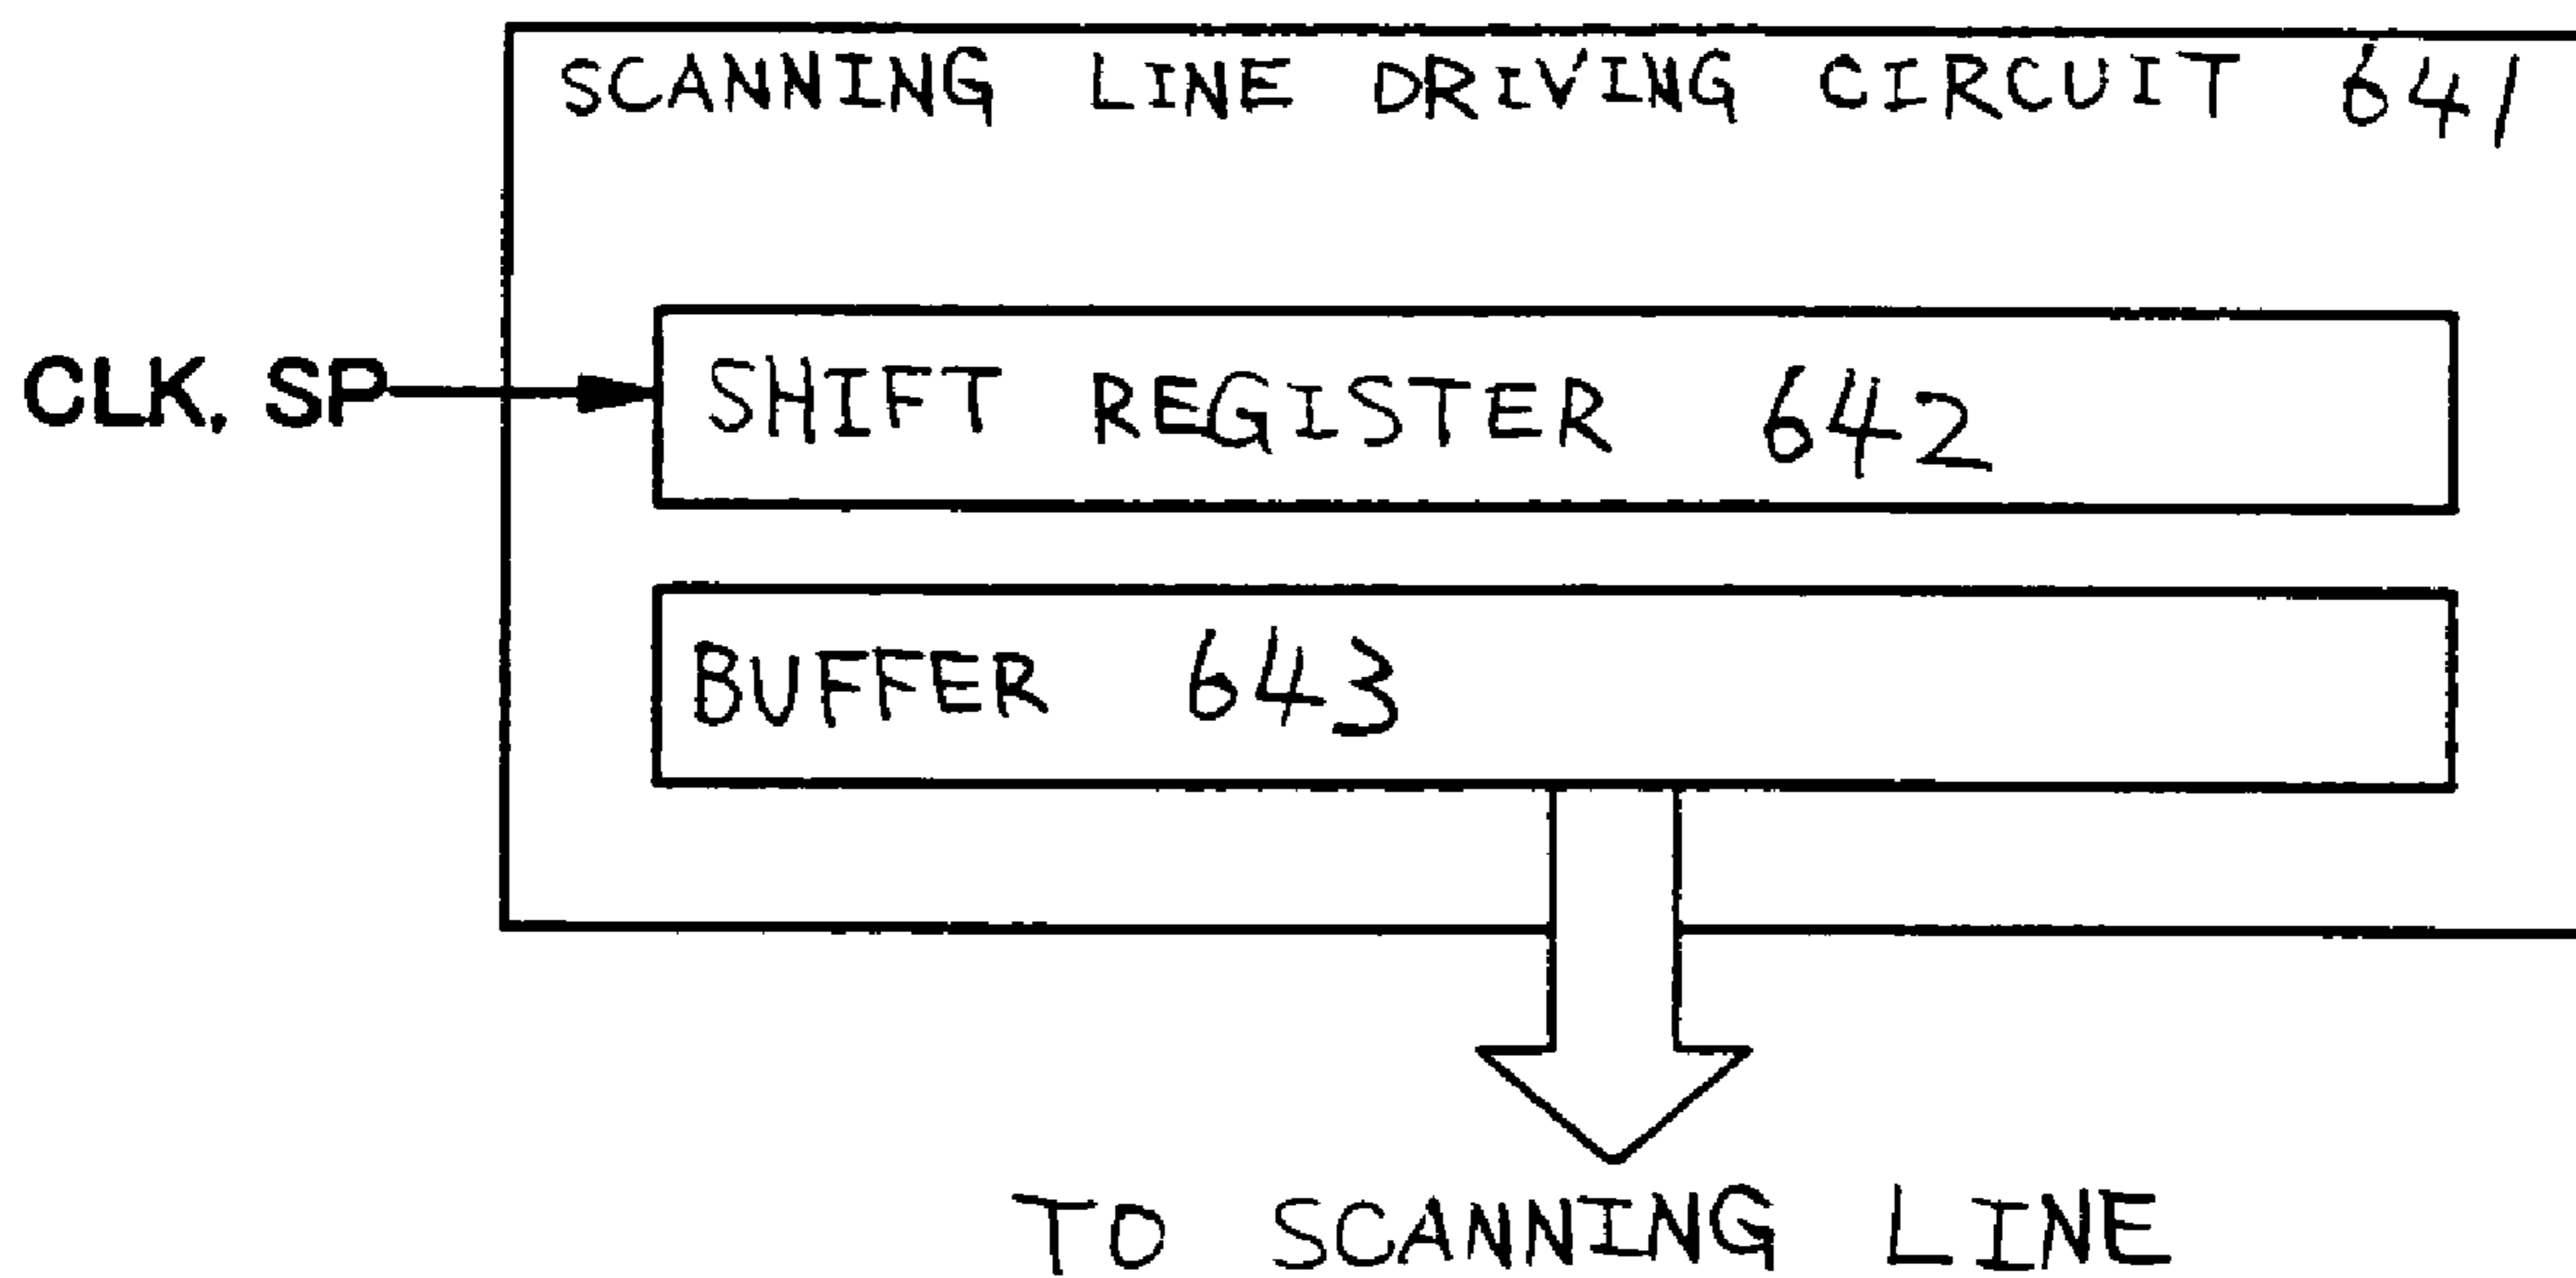 SCANNING LINE DRIVING CIRCUIT 641
CLK, SP
SHIFT REGISTER 642
BUFFER 643
TO SCANNING LINE